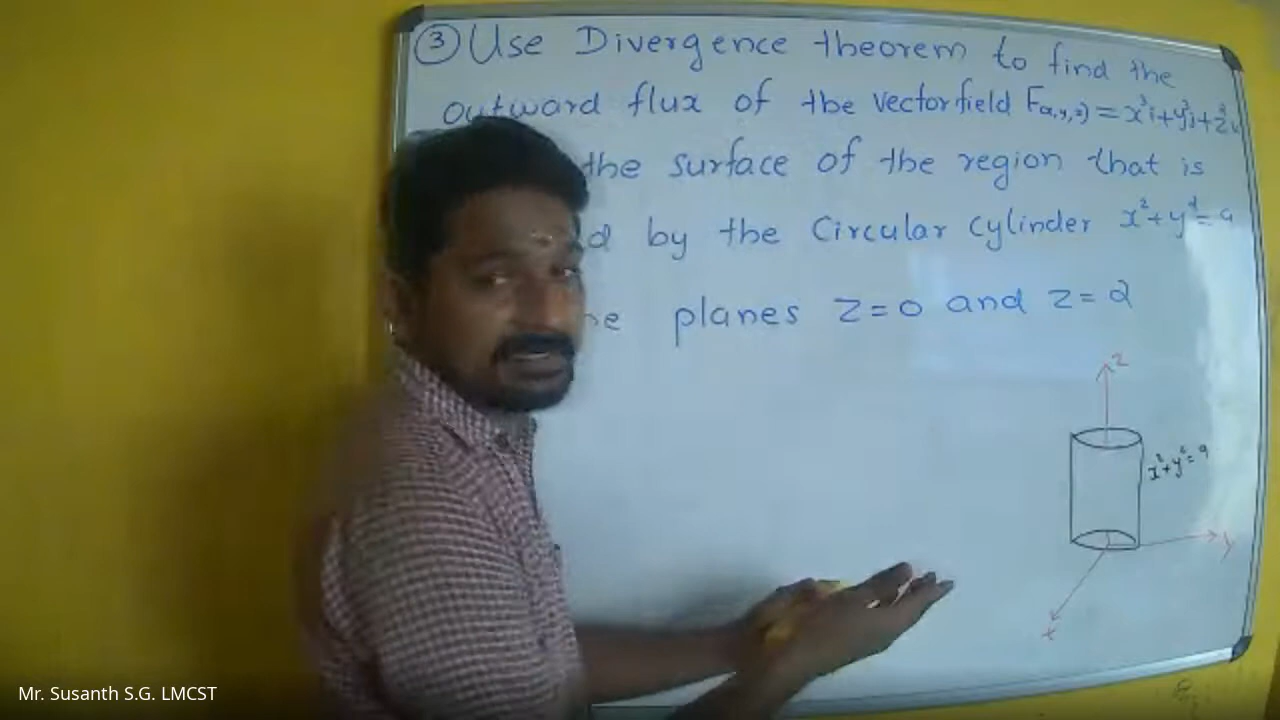 ③ Use Divergence theorem to find the
outward flux of the vectorfield F(x,y,z) = x³i+y³j+z³k
the surface of the region that is
d by the Circular Cylinder x²+y²=9
planes z=0 and z=2
z
x²+y²=9
y
x
Mr. Susanth S.G. LMCST